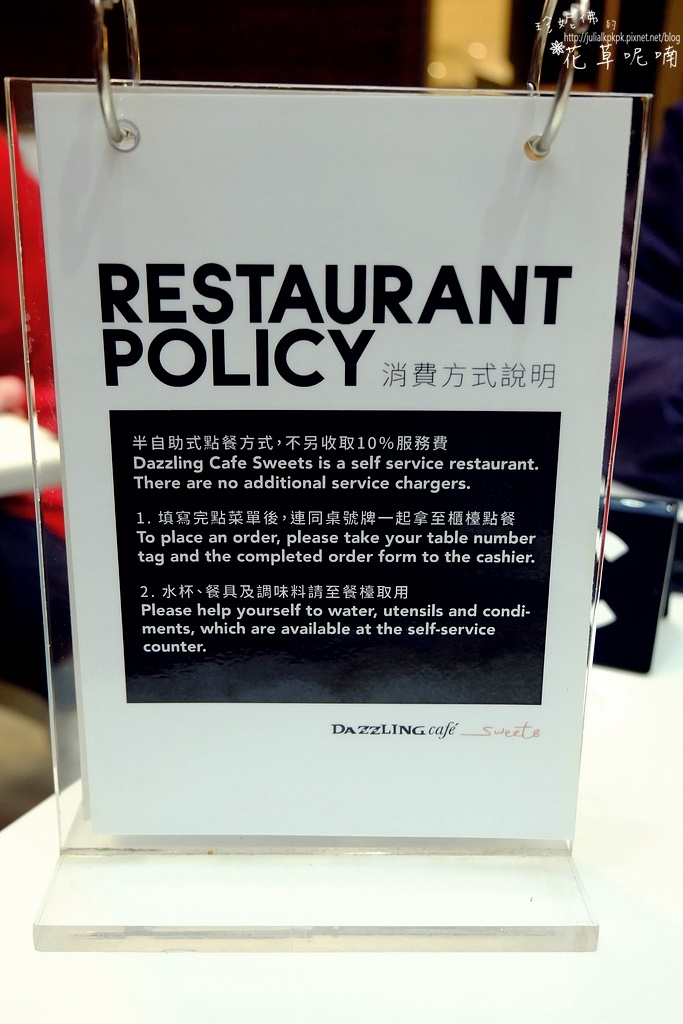 珍妮佛的
http://julialkpkpk.pixnet.net/blog
花草呢喃
RESTAURANT
POLICY 消費方式說明
半自助式點餐方式,不另收取10%服務費
Dazzling Cafe Sweets is a self service restaurant.
There are no additional service chargers.
1. 填寫完點菜單後,連同桌號牌一起拿至櫃檯點餐
To place an order, please take your table number
tag and the completed order form to the cashier.
2. 水杯、餐具及調味料請至餐檯取用
Please help yourself to water, utensils and condi-
ments, which are available at the self-service
counter.
DAZZLING café Sweets